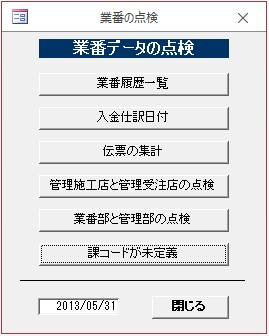 業番の点検
業番データの点検
業番履歴一覧
入金仕訳日付
伝票の集計
管理施工店と管理受注店の点検
業番部と管理部の点検
課コードが未定義
2013/05/31
閉じる